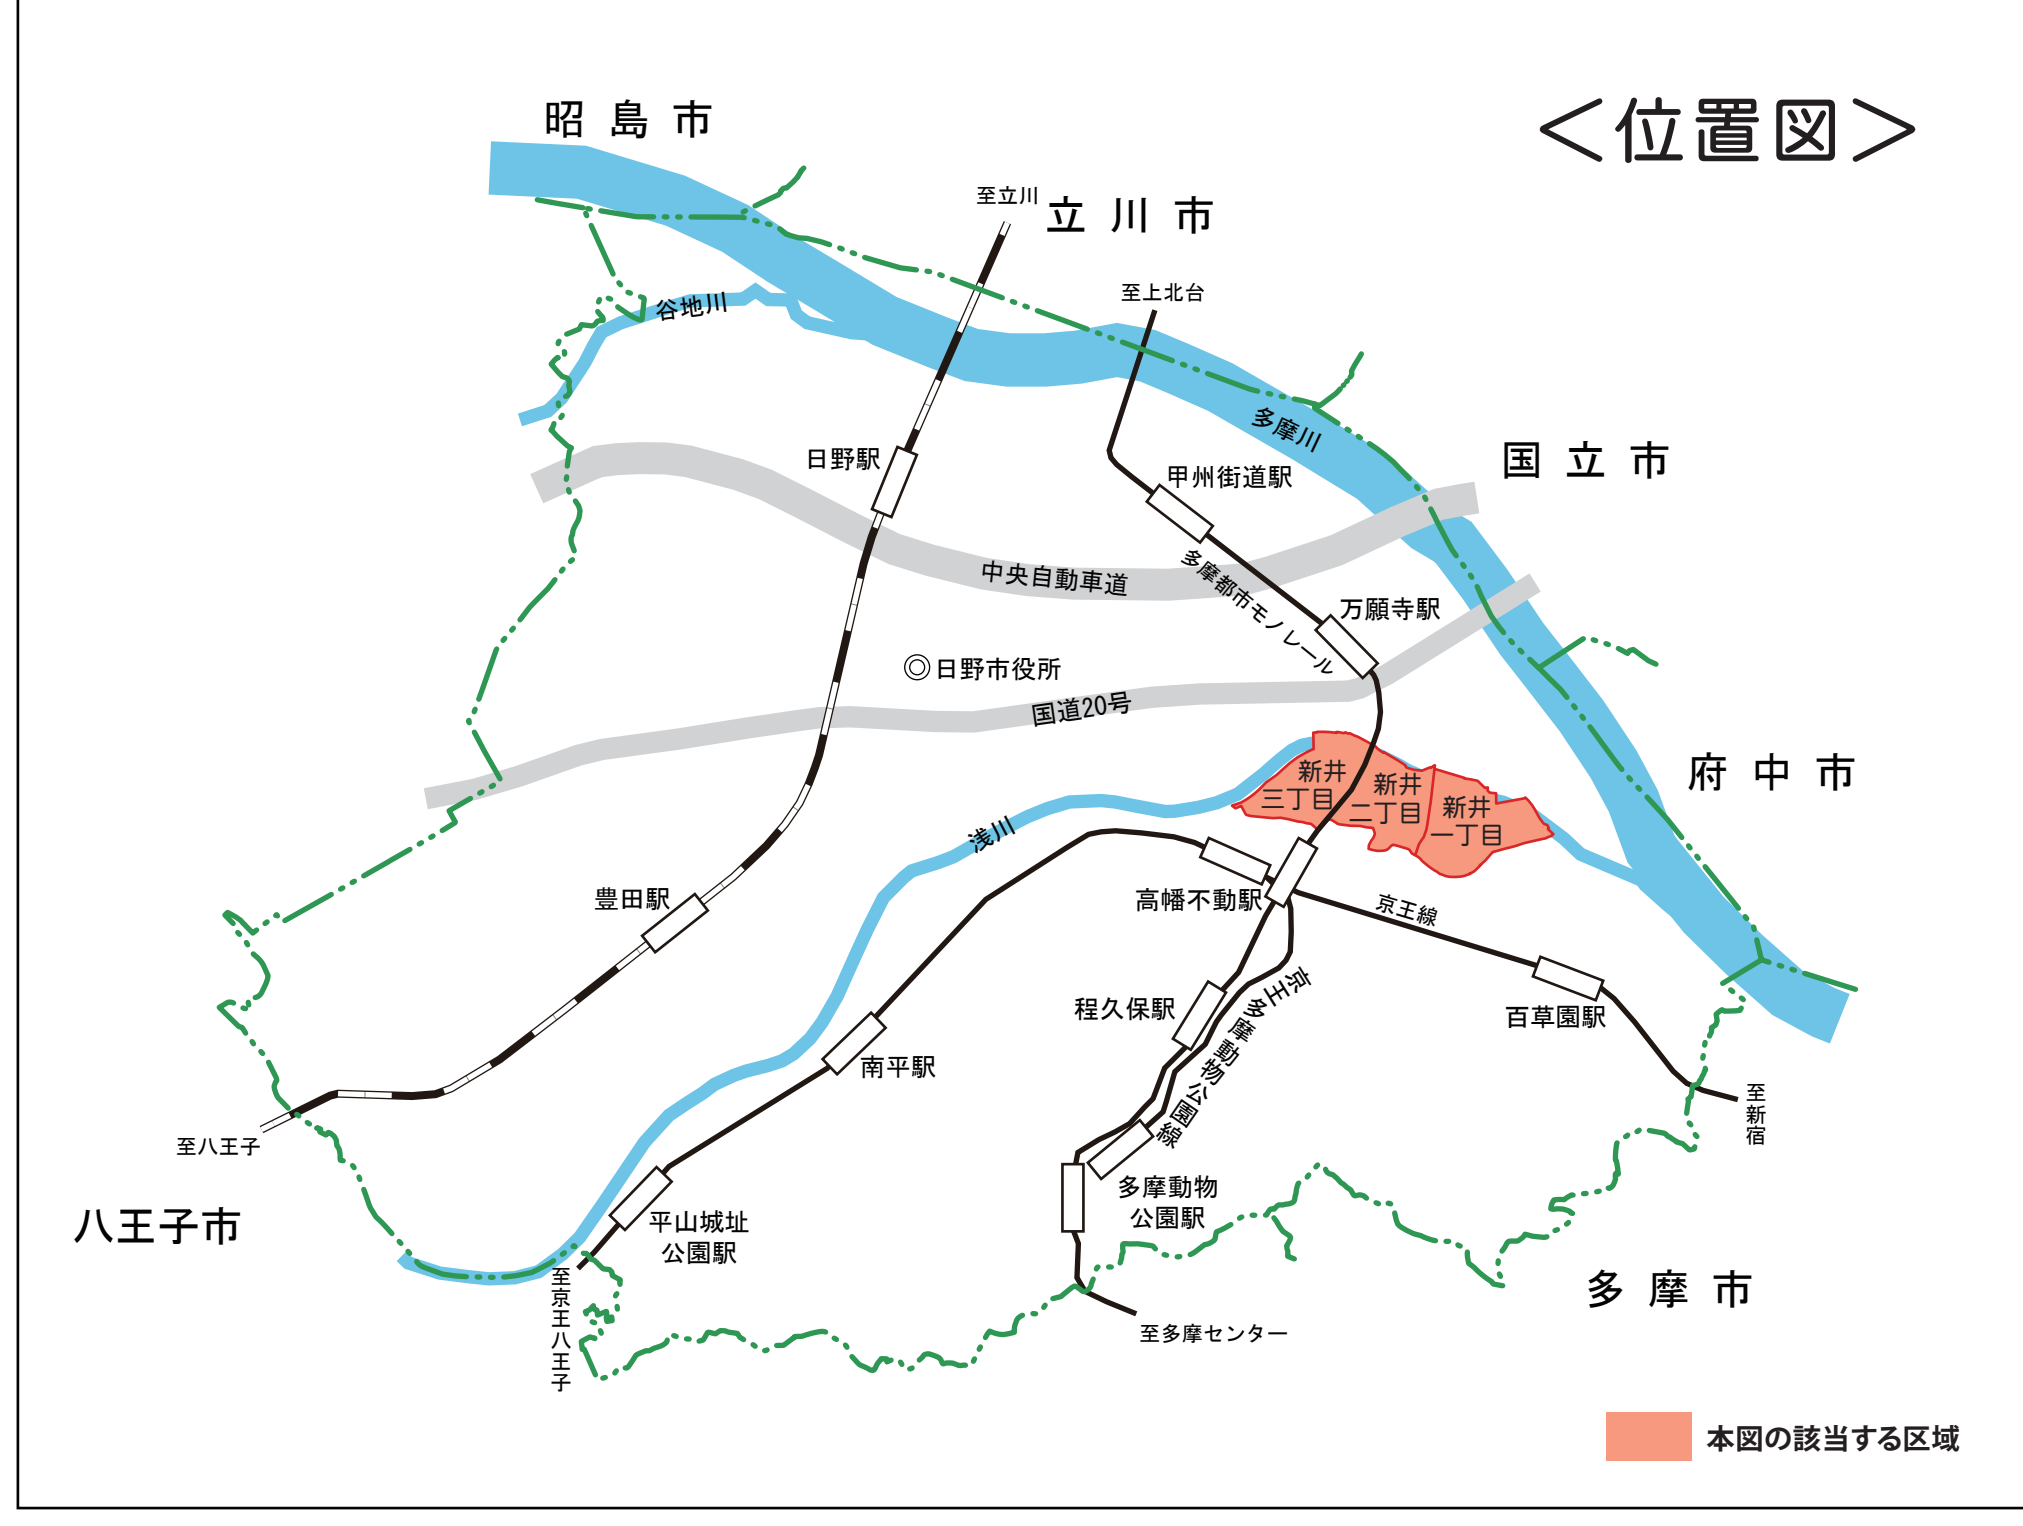 ＜位置図＞
昭島市
至立川
立川市
至上北台
谷地川
多摩川
国立市
日野駅
甲州街道駅
中央自動車道
多摩都市モノレール
万願寺駅
日野市役所
国道20号
府中市
新井
三丁目
新井
二丁目
新井
一丁目
浅川
豊田駅
高幡不動駅
京王線
程久保駅
京王多摩動物公園線
百草園駅
南平駅
至新宿
至八王子
八王子市
多摩動物
公園駅
平山城址
公園駅
至京王八王子
多摩市
至多摩センター
本図の該当する区域